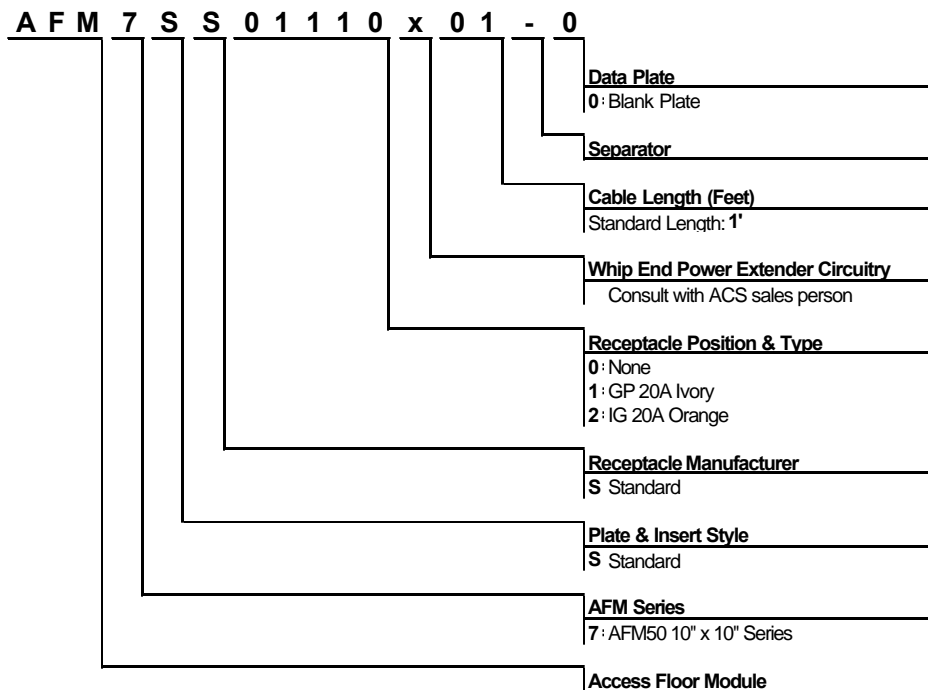 A F M 7 S S 0 1 1 1 0 x 0 1 - 0
Data Plate
0: Blank Plate
Separator
Cable Length (Feet)
Standard Length: 1'
Whip End Power Extender Circuitry
Consult with ACS sales person
Receptacle Position & Type
0: None
1: GP 20A Ivory
2: IG 20A Orange
Receptacle Manufacturer
S Standard
Plate & Insert Style
S Standard
AFM Series
7: AFM50 10" x 10" Series
Access Floor Module